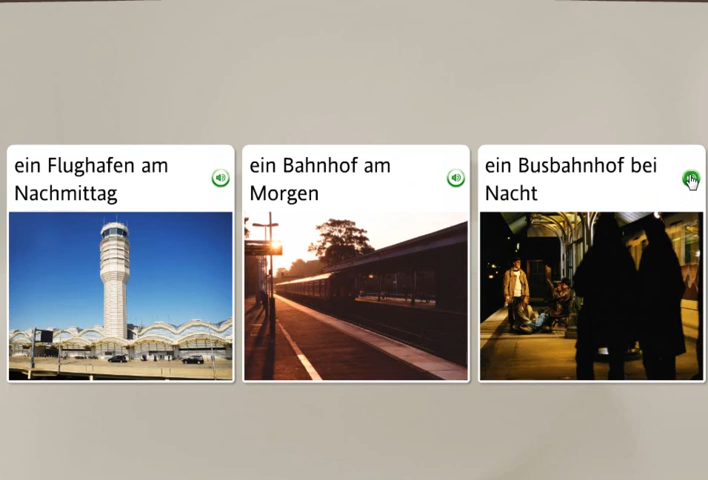 ein Flughafen am
Nachmittag
ein Bahnhof am
Morgen
ein Busbahnhof bei
Nacht